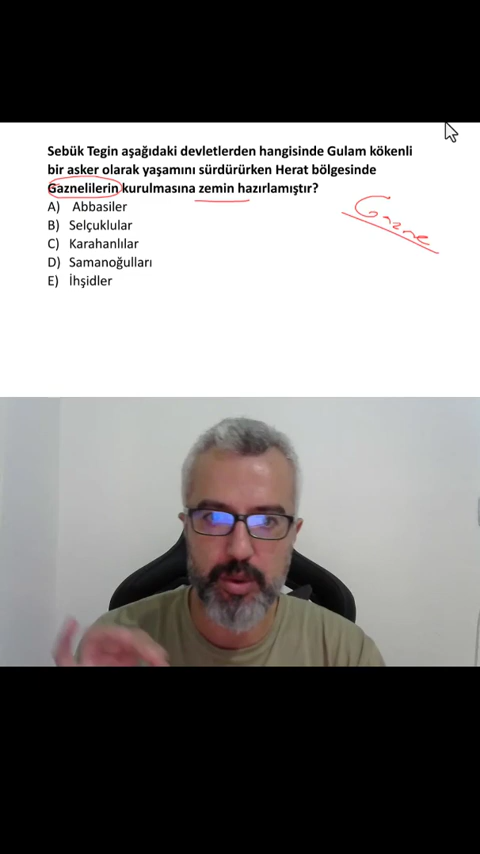 Sebük Tegin aşağıdaki devletlerden hangisinde Gulam kökenli
bir asker olarak yaşamını sürdürürken Herat bölgesinde
Gaznelilerin kurulmasına zemin hazırlamıştır?
A) Abbasiler
B) Selçuklular
C) Karahanlılar
D) Samanoğulları
E) İhşidler
Gazne